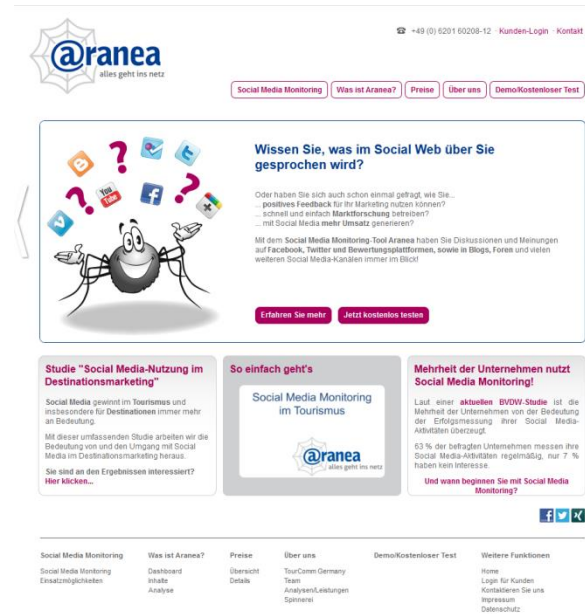 ☎ +49 (0) 6201 60208-12 · Kunden-Login · Kontakt
@ranea
alles geht ins netz
Social Media Monitoring Was ist Aranea? Preise Über uns Demo/Kostenloser Test
Wissen Sie, was im Social Web über Sie
gesprochen wird?
Oder haben Sie sich auch schon einmal gefragt, wie Sie...
... positives Feedback für Ihr Marketing nutzen können?
... schnell und einfach Marktforschung betreiben?
... mit Social Media mehr Umsatz generieren?
Mit dem Social Media Monitoring-Tool Aranea haben Sie Diskussionen und Meinungen
auf Facebook, Twitter und Bewertungsplattformen, sowie in Blogs, Foren und vielen
weiteren Social Media-Kanälen immer im Blick!
You
Tube
Erfahren Sie mehr Jetzt kostenlos testen
Studie "Social Media-Nutzung im
Destinationsmarketing"
Social Media gewinnt im Tourismus und
insbesondere für Destinationen immer mehr
an Bedeutung.
Mit dieser umfassenden Studie arbeiten wir die
Bedeutung von und den Umgang mit Social
Media im Destinationsmarketing heraus.
Sie sind an den Ergebnissen interessiert?
Hier klicken...
So einfach geht's
Social Media Monitoring
im Tourismus
@ranea
alles geht ins netz
Mehrheit der Unternehmen nutzt
Social Media Monitoring!
Laut einer aktuellen BVDW-Studie ist die
Mehrheit der Unternehmen von der Bedeutung
der Erfolgsmessung ihrer Social Media-
Aktivitäten überzeugt.
63 % der befragten Unternehmen messen ihre
Social Media-Aktivitäten regelmäßig, nur 7 %
haben kein Interesse.
Und wann beginnen Sie mit Social Media
Monitoring?
Social Media Monitoring
Social Media Monitoring
Einsatzmöglichkeiten
Was ist Aranea?
Dashboard
Inhalte
Analyse
Preise
Übersicht
Details
Über uns
TourComm Germany
Team
Analysen/Leistungen
Spinnerei
Demo/Kostenloser Test
Weitere Funktionen
Home
Login für Kunden
Kontaktieren Sie uns
Impressum
Datenschutz